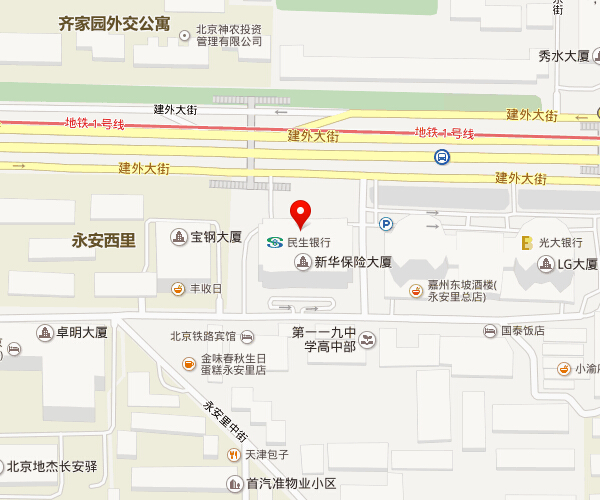 东
街
齐家园外交公寓
北京神农投资
管理有限公司
秀水大厦
建外大街
建外大街
地铁1号线
地铁1号线
建外大街
建外大街
建外大街
P
永安西里
宝钢大厦
民生银行
光大银行
新华保险大厦
LG大厦
丰收日
嘉州东坡酒楼(
永安里总店)
卓明大厦
北京铁路宾馆
第一一九中
学高中部
国泰饭店
京
)
金味春秋生日
蛋糕永安里店
小渝
永安里中街
天津包子
北京地杰长安驿
首汽准物业小区